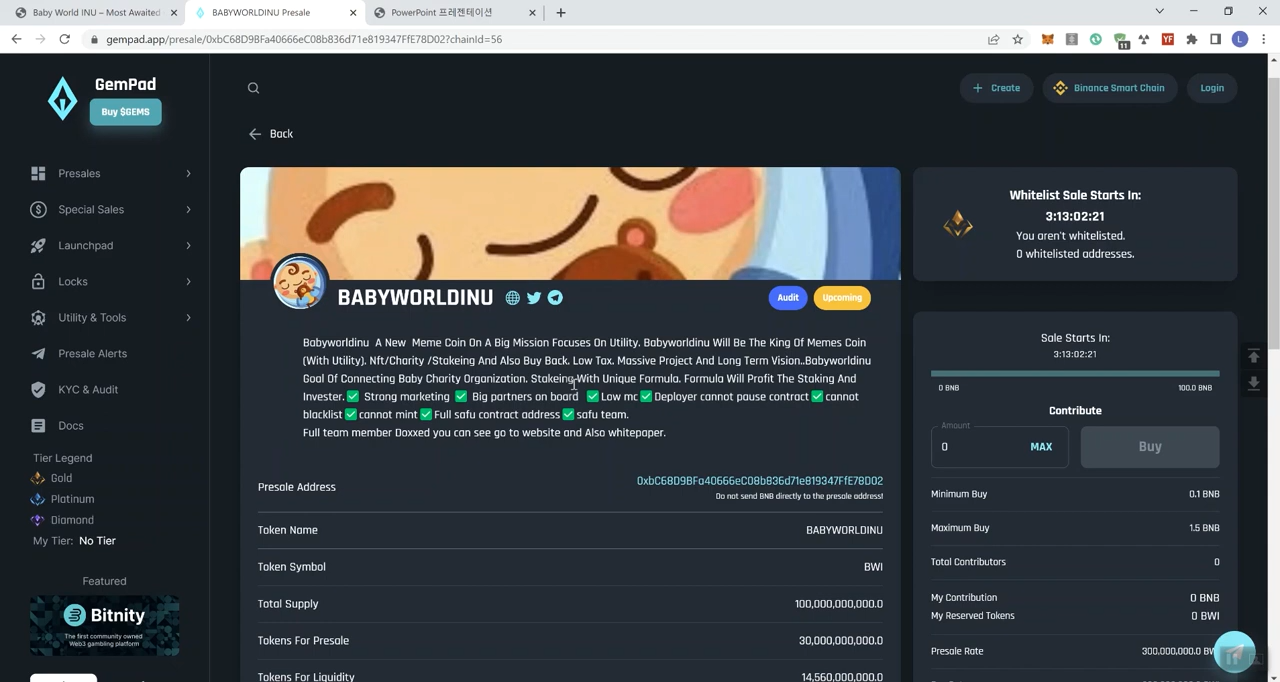 Baby World INU – Most Awaited
BABYWORLDINU Presale
PowerPoint 프레젠테이션
gempad.app/presale/0xbC68D9BFa40666eC08b836d71e819347FfE78D02?chainId=56
11
YF
L
GemPad
Buy $GEMS
Create
Binance Smart Chain
Login
Back
Presales
Special Sales
Launchpad
Locks
Utility & Tools
Presale Alerts
KYC & Audit
Docs
Tier Legend
Gold
Platinum
Diamond
My Tier: No Tier
Featured
Bitnity
The first community owned
Web3 gambling platform
BABYWORLDINU
Audit
Upcoming
Babyworldinu A New Meme Coin On A Big Mission Focuses On Utility. Babyworldinu Will Be The King Of Memes Coin
(With Utility). Nft/Charity /Stakeing And Also Buy Back. Low Tax. Massive Project And Long Term Vision..Babyworldinu
Goal Of Connecting Baby Charity Organization. Stakeing With Unique Formula. Formula Will Profit The Staking And
Invester.✅ Strong marketing ✅ Big partners on board ✅ Low mc✅ Deployer cannot pause contract✅ cannot
blacklist✅ cannot mint✅ Full safu contract address✅ safu team.
Full team member Doxxed you can see go to website and Also whitepaper.
Presale Address
0xbC68D9BFa40666eC08b836d71e819347FfE78D02
Do not send BNB directly to the presale address!
Token Name
BABYWORLDINU
Token Symbol
BWI
Total Supply
100,000,000,000.0
Tokens For Presale
30,000,000,000.0
Tokens For Liquidity
14,560,000,000.0
Whitelist Sale Starts In:
3:13:02:21
You aren't whitelisted.
0 whitelisted addresses.
Sale Starts In:
3:13:02:21
0 BNB
100.0 BNB
Contribute
Amount
0
MAX
Buy
Minimum Buy
0.1 BNB
Maximum Buy
1.5 BNB
Total Contributors
0
My Contribution
0 BNB
My Reserved Tokens
0 BWI
Presale Rate
300,000,000.0